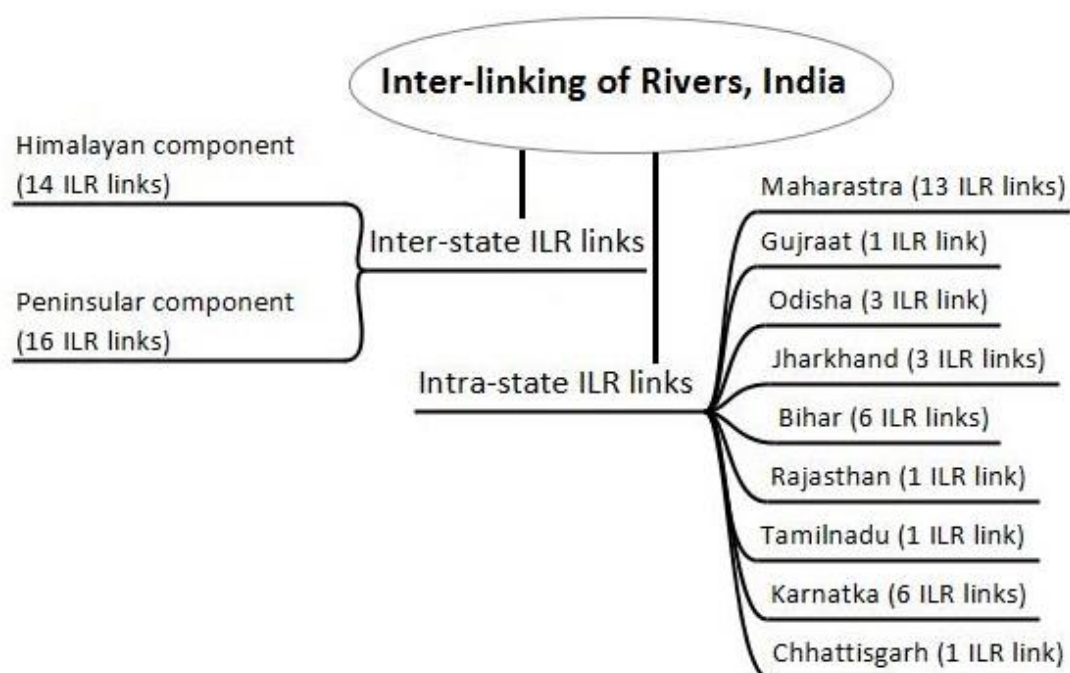 Inter-linking of Rivers, India
Himalayan component
(14 ILR links)
Inter-state ILR links
Peninsular component
(16 ILR links)
Intra-state ILR links
Maharastra (13 ILR links)
Gujraat (1 ILR link)
Odisha (3 ILR link)
Jharkhand (3 ILR links)
Bihar (6 ILR links)
Rajasthan (1 ILR link)
Tamilnadu (1 ILR link)
Karnatka (6 ILR links)
Chhattisgarh (1 ILR link)